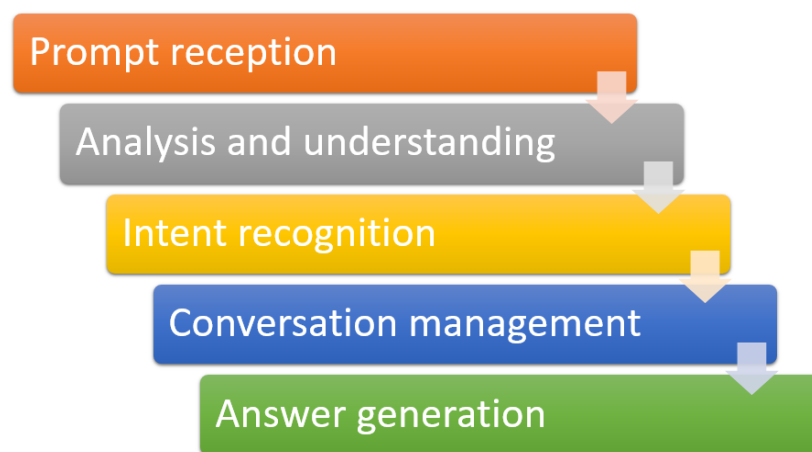 Prompt reception
Analysis and understanding
Intent recognition
Conversation management
Answer generation